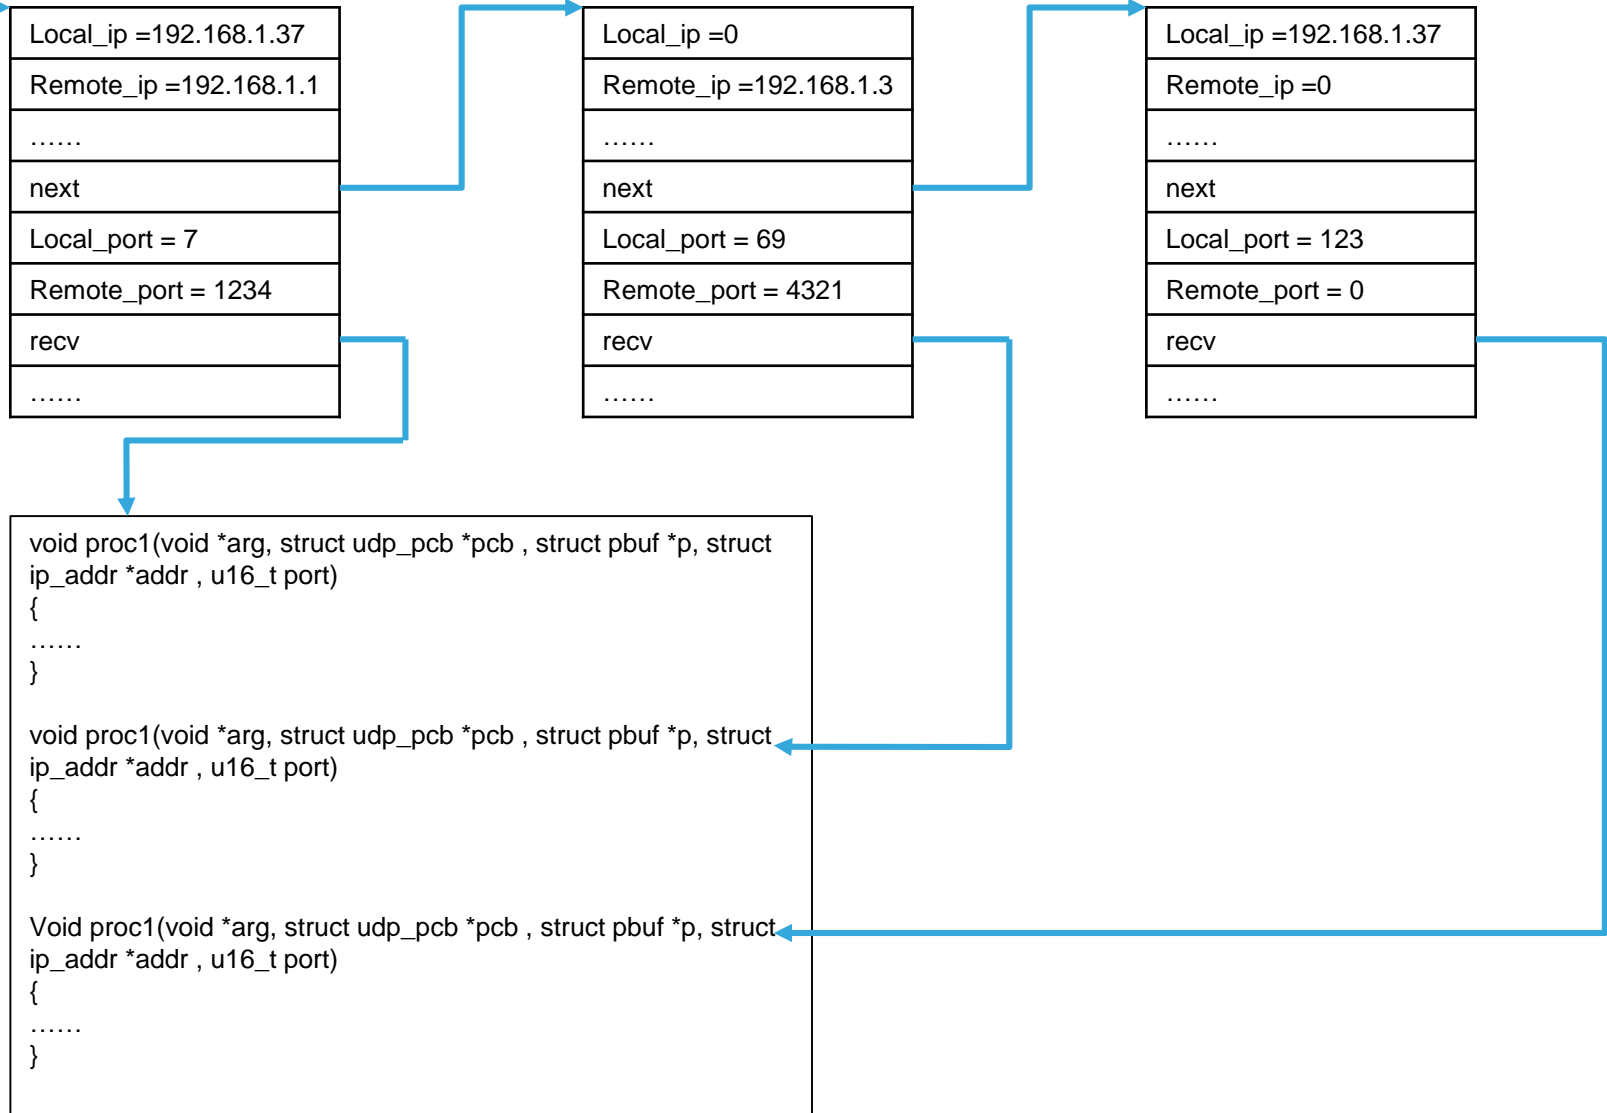 Local_ip =192.168.1.37
Remote_ip =192.168.1.1
……
next
Local_port = 7
Remote_port = 1234
recv
……
Local_ip =0
Remote_ip =192.168.1.3
……
next
Local_port = 69
Remote_port = 4321
recv
……
Local_ip =192.168.1.37
Remote_ip =0
……
next
Local_port = 123
Remote_port = 0
recv
……
void proc1(void *arg, struct udp_pcb *pcb , struct pbuf *p, struct
ip_addr *addr , u16_t port)
{
……
}
void proc1(void *arg, struct udp_pcb *pcb , struct pbuf *p, struct
ip_addr *addr , u16_t port)
{
……
}
Void proc1(void *arg, struct udp_pcb *pcb , struct pbuf *p, struct
ip_addr *addr , u16_t port)
{
……
}